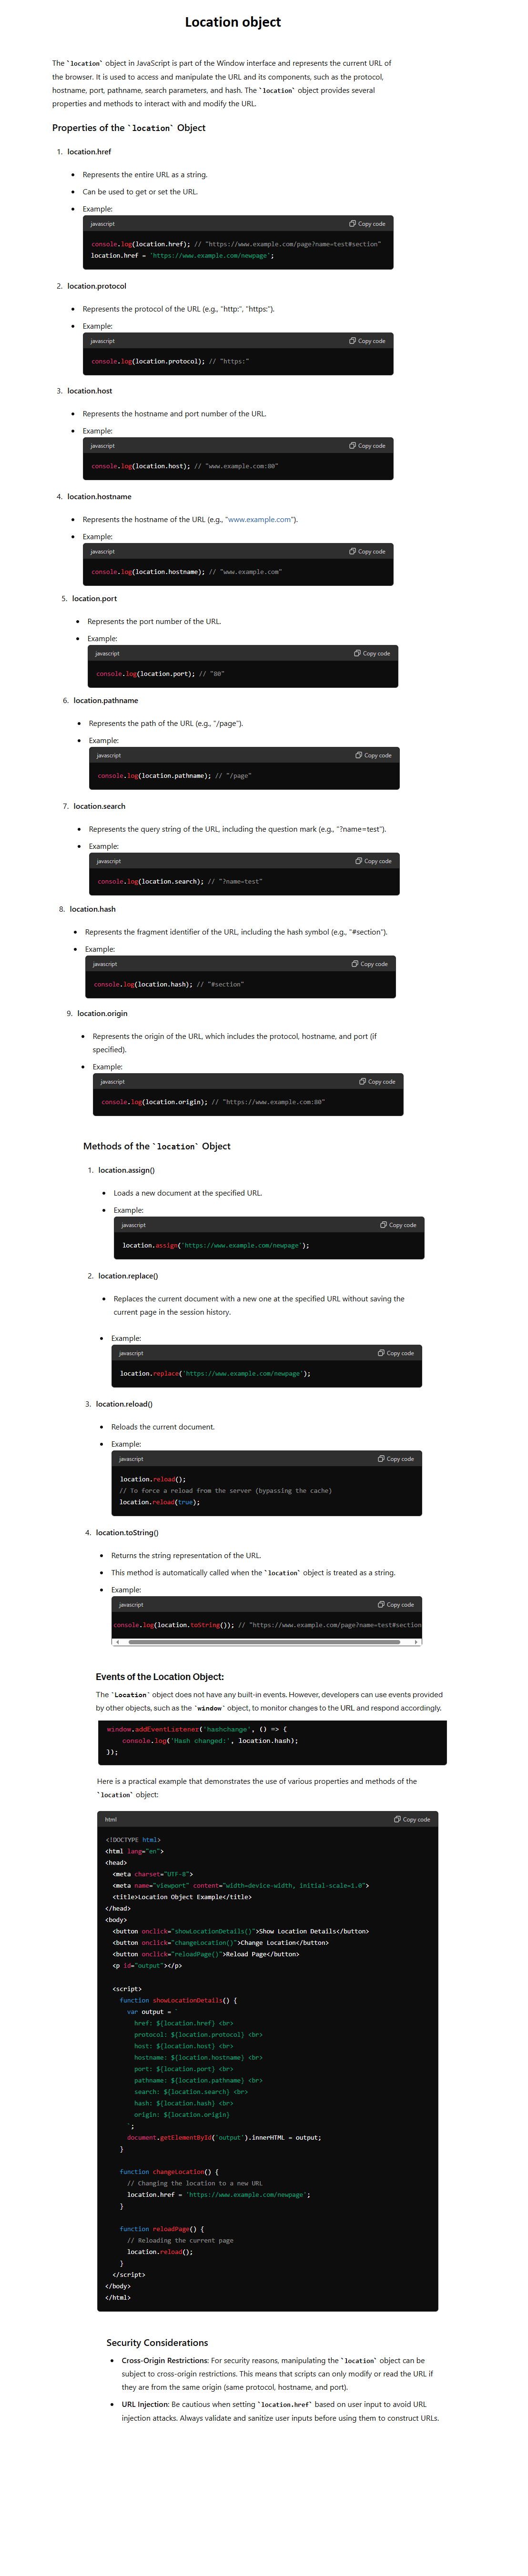 Location object
The `location` object in JavaScript is part of the Window interface and represents the current URL of
the browser. It is used to access and manipulate the URL and its components, such as the protocol,
hostname, port, pathname, search parameters, and hash. The `location` object provides several
properties and methods to interact with and modify the URL.
Properties of the `location` Object
1. location.href
• Represents the entire URL as a string.
• Can be used to get or set the URL.
• Example:
javascript Copy code
console.log(location.href); // "https://www.example.com/page?name=test#section"
location.href = 'https://www.example.com/newpage';
2. location.protocol
• Represents the protocol of the URL (e.g., "http:", "https:").
• Example:
javascript Copy code
console.log(location.protocol); // "https:"
3. location.host
• Represents the hostname and port number of the URL.
• Example:
javascript Copy code
console.log(location.host); // "www.example.com:80"
4. location.hostname
• Represents the hostname of the URL (e.g., "www.example.com").
• Example:
javascript Copy code
console.log(location.hostname); // "www.example.com"
5. location.port
• Represents the port number of the URL.
• Example:
javascript Copy code
console.log(location.port); // "80"
6. location.pathname
• Represents the path of the URL (e.g., "/page").
• Example:
javascript Copy code
console.log(location.pathname); // "/page"
7. location.search
• Represents the query string of the URL, including the question mark (e.g., "?name=test").
• Example:
javascript Copy code
console.log(location.search); // "?name=test"
8. location.hash
• Represents the fragment identifier of the URL, including the hash symbol (e.g., "#section").
• Example:
javascript Copy code
console.log(location.hash); // "#section"
9. location.origin
• Represents the origin of the URL, which includes the protocol, hostname, and port (if
specified).
• Example:
javascript Copy code
console.log(location.origin); // "https://www.example.com:80"
Methods of the `location` Object
1. location.assign()
• Loads a new document at the specified URL.
• Example:
javascript Copy code
location.assign('https://www.example.com/newpage');
2. location.replace()
• Replaces the current document with a new one at the specified URL without saving the
current page in the session history.
• Example:
javascript Copy code
location.replace('https://www.example.com/newpage');
3. location.reload()
• Reloads the current document.
• Example:
javascript Copy code
location.reload();
// To force a reload from the server (bypassing the cache)
location.reload(true);
4. location.toString()
• Returns the string representation of the URL.
• This method is automatically called when the `location` object is treated as a string.
• Example:
javascript Copy code
console.log(location.toString()); // "https://www.example.com/page?name=test#section
Events of the Location Object:
The `Location` object does not have any built-in events. However, developers can use events provided
by other objects, such as the `window` object, to monitor changes to the URL and respond accordingly.
window.addEventListener('hashchange', () => {
console.log('Hash changed:', location.hash);
});
Here is a practical example that demonstrates the use of various properties and methods of the
`location` object:
html Copy code
<!DOCTYPE html>
<html lang="en">
<head>
<meta charset="UTF-8">
<meta name="viewport" content="width=device-width, initial-scale=1.0">
<title>Location Object Example</title>
</head>
<body>
<button onclick="showLocationDetails()">Show Location Details</button>
<button onclick="changeLocation()">Change Location</button>
<button onclick="reloadPage()">Reload Page</button>
<p id="output"></p>
<script>
function showLocationDetails() {
var output = `
href: ${location.href} <br>
protocol: ${location.protocol} <br>
host: ${location.host} <br>
hostname: ${location.hostname} <br>
port: ${location.port} <br>
pathname: ${location.pathname} <br>
search: ${location.search} <br>
hash: ${location.hash} <br>
origin: ${location.origin}
`;
document.getElementById('output').innerHTML = output;
}
function changeLocation() {
// Changing the location to a new URL
location.href = 'https://www.example.com/newpage';
}
function reloadPage() {
// Reloading the current page
location.reload();
}
</script>
</body>
</html>
Security Considerations
• Cross-Origin Restrictions: For security reasons, manipulating the `location` object can be
subject to cross-origin restrictions. This means that scripts can only modify or read the URL if
they are from the same origin (same protocol, hostname, and port).
• URL Injection: Be cautious when setting `location.href` based on user input to avoid URL
injection attacks. Always validate and sanitize user inputs before using them to construct URLs.